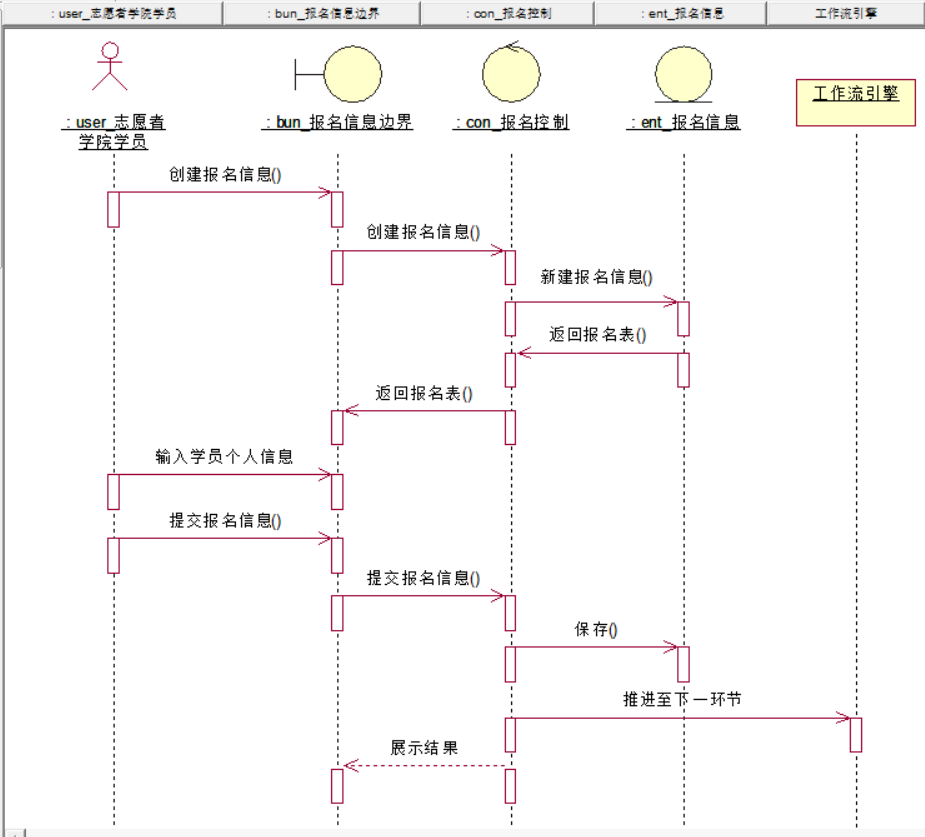 : user_志愿者学院学员
: bun_报名信息边界
: con_报名控制
: ent_报名信息
工作流引擎
: user_志愿者
学院学员
: bun_报名信息边界
: con_报名控制
: ent_报名信息
工作流引擎
创建报名信息()
创建报名信息()
新建报名信息()
返回报名表()
返回报名表()
输入学员个人信息
提交报名信息()
提交报名信息()
保存()
推进至下一环节
展示结果